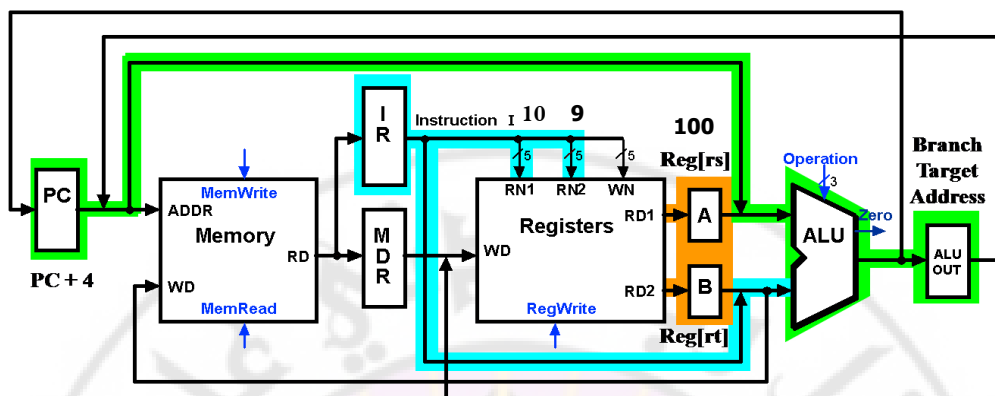 10 9
100
I
R
Instruction I
5 5 5
Reg[rs]
Branch
Target
Address
Operation
3
PC
MemWrite
RN1 RN2 WN
ADDR
Memory
RD
M
D
R
Registers
WD
RD1
A
ALU
Zero
ALU
OUT
PC + 4
WD
MemRead
RD2
B
RegWrite
Reg[rt]